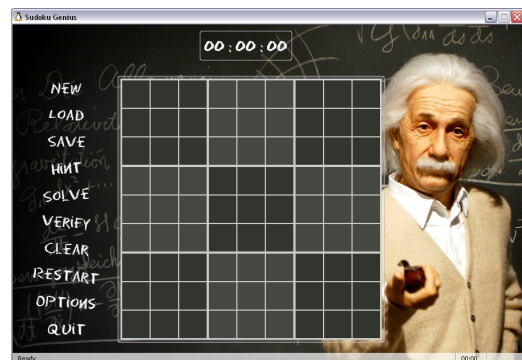 Sudoku Genius
00:00:00
NEW
LOAD
SAVE
HiNT
SOLVE
VERiFY
CLEAR
RESTART
OPTiONS
QUiT
Ready
00:00